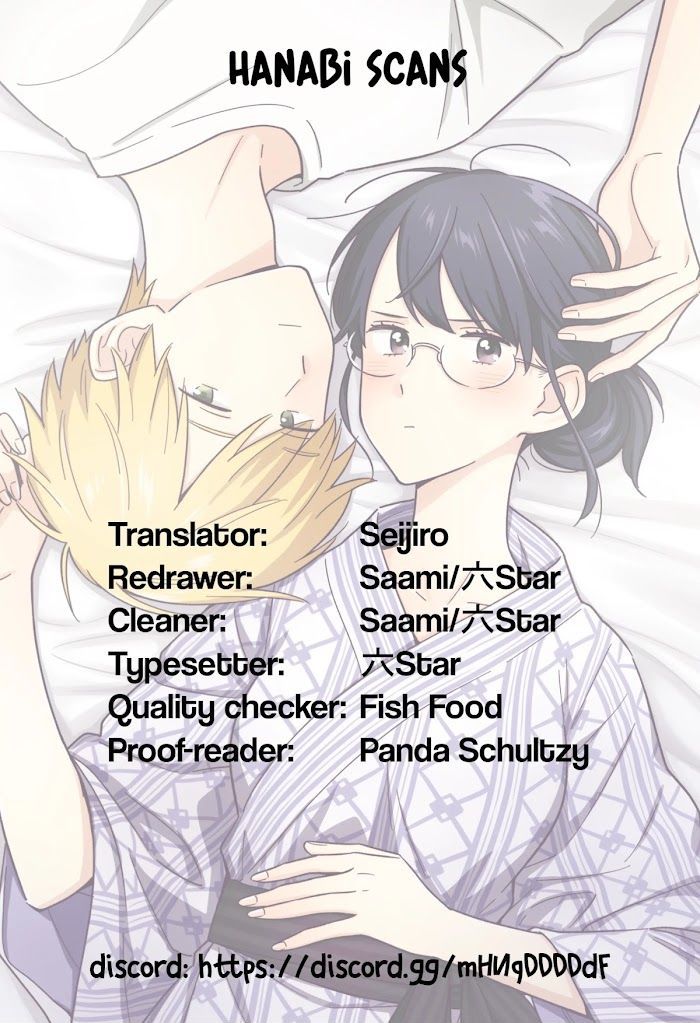 HANABi SCANS
Translator: Seijiro
Redrawer: Saami/六Star
Cleaner: Saami/六Star
Typesetter: 六Star
Quality checker: Fish Food
Proof-reader: Panda Schultzy
discord: https://discord.gg/mHNqDDDDdF